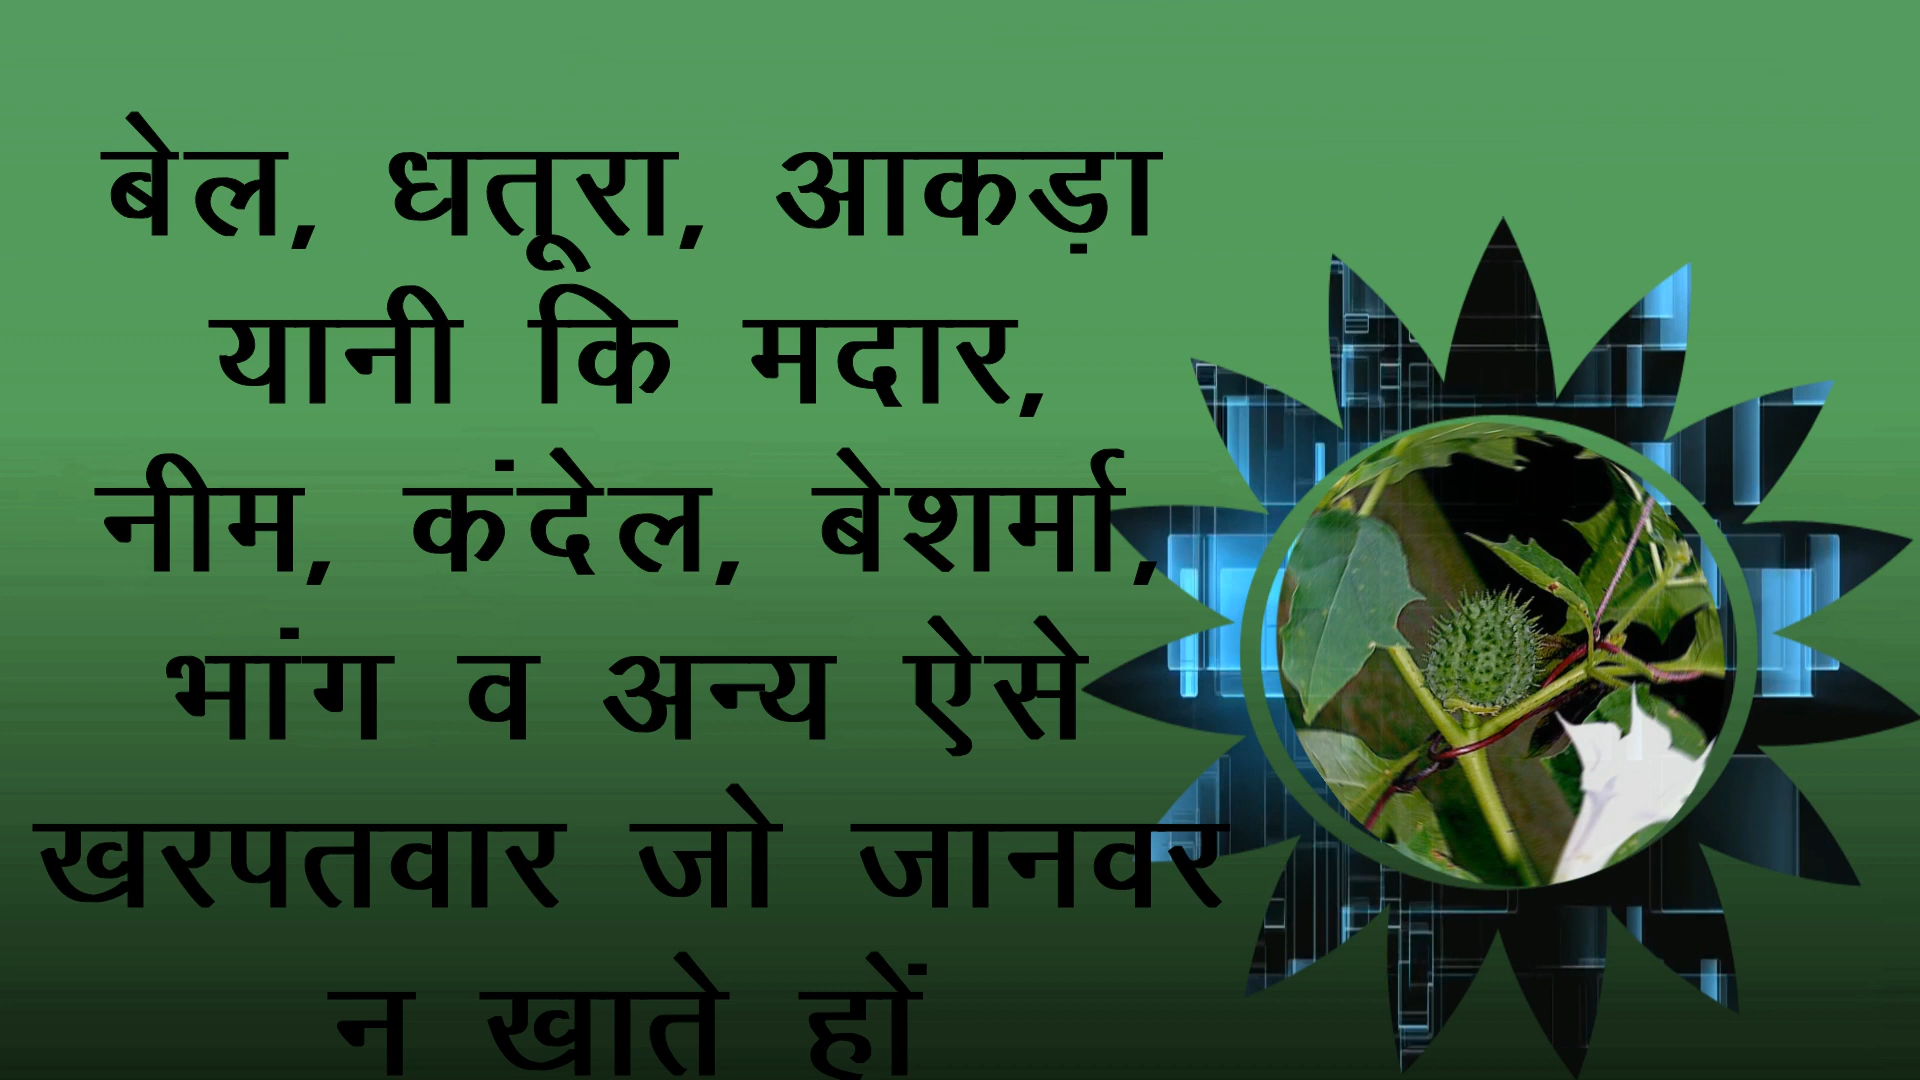 बेल, धतूरा, आकड़ा
यानी कि मदार,
नीम, कंदेल, बेशर्मा,
भांग व अन्य ऐसे
खरपतवार जो जानवर
न खाते हों